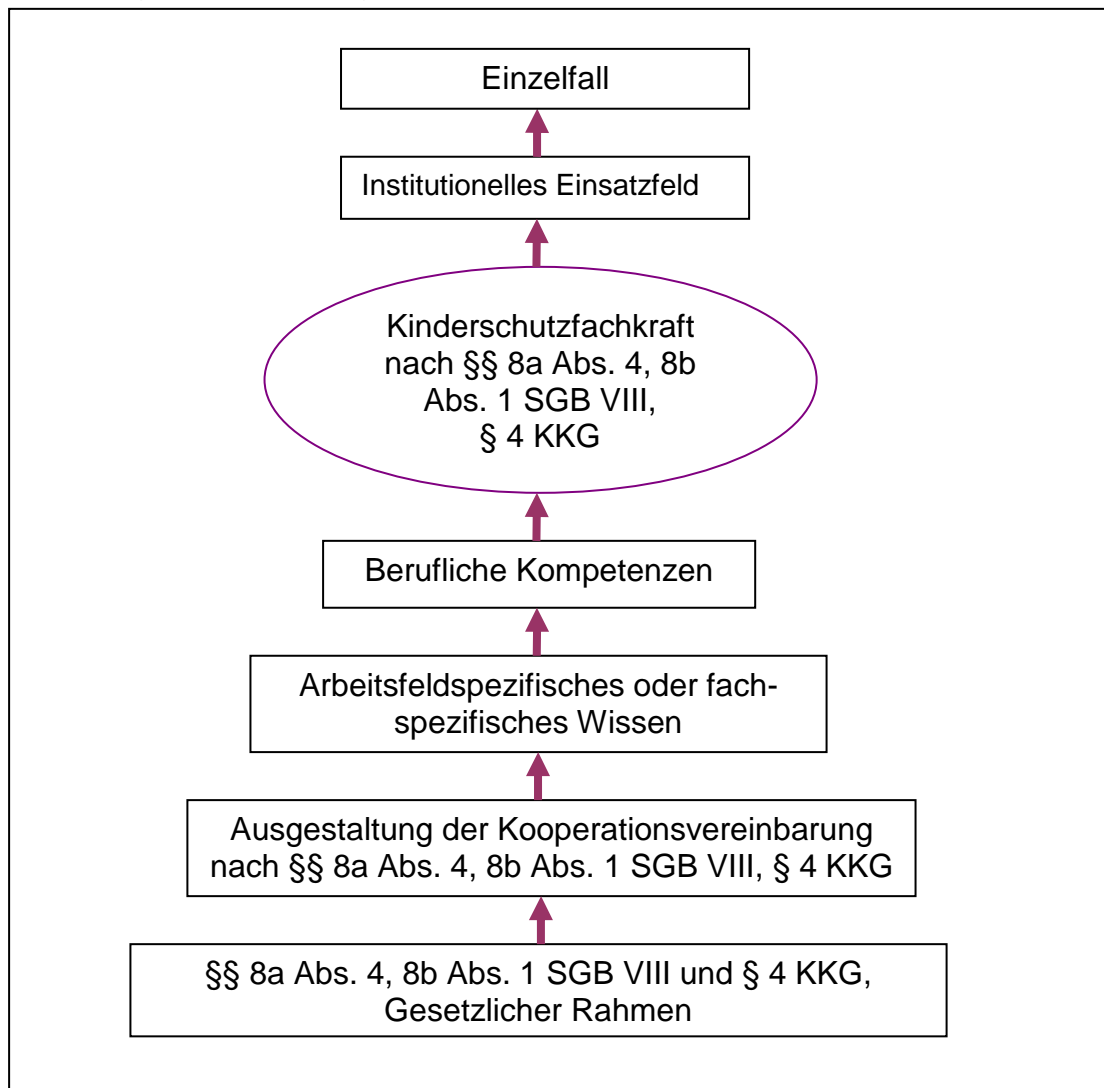 Einzelfall
Institutionelles Einsatzfeld
Kinderschutzfachkraft
nach §§ 8a Abs. 4, 8b
Abs. 1 SGB VIII,
§ 4 KKG
Berufliche Kompetenzen
Arbeitsfeldspezifisches oder fach-
spezifisches Wissen
Ausgestaltung der Kooperationsvereinbarung
nach §§ 8a Abs. 4, 8b Abs. 1 SGB VIII, § 4 KKG
§§ 8a Abs. 4, 8b Abs. 1 SGB VIII und § 4 KKG,
Gesetzlicher Rahmen